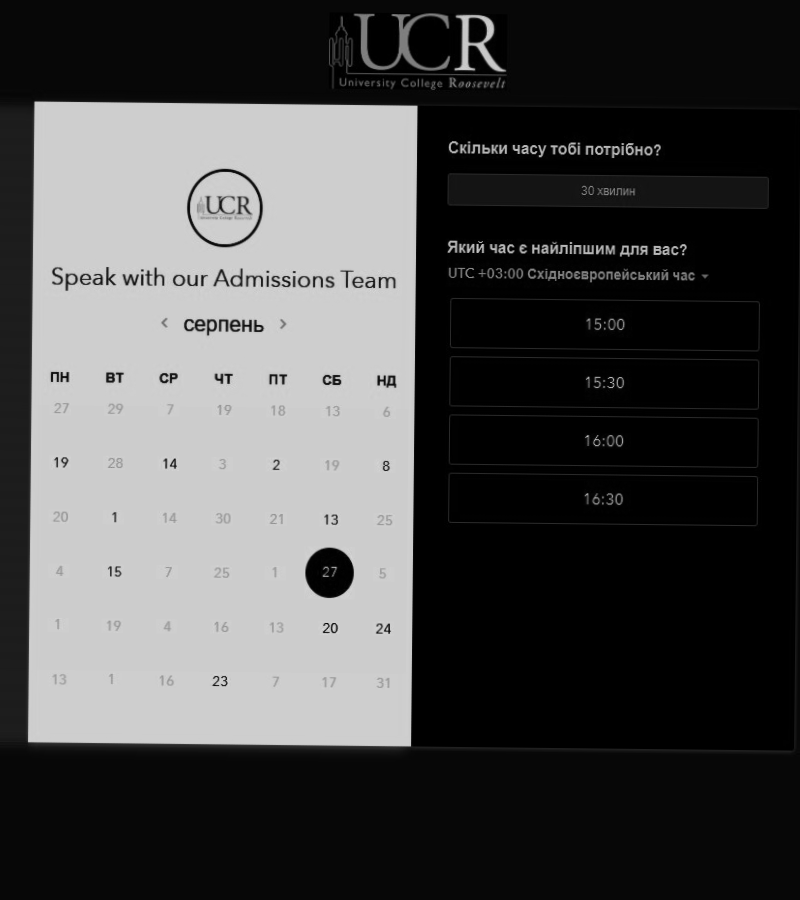 UCR
University College Roosevelt
UCR
University College Roosevelt
Speak with our Admissions Team
серпень
ПН ВТ СР ЧТ ПТ СБ НД
27 29 7 19 18 13 6
19 28 14 3 2 19 8
20 1 14 30 21 13 25
4 15 7 25 1 27 5
1 19 4 16 13 20 24
13 1 16 23 7 17 31
Скільки часу тобі потрібно?
30 хвилин
Який час є найліпшим для вас?
UTC +03:00 Східноєвропейський час
15:00
15:30
16:00
16:30